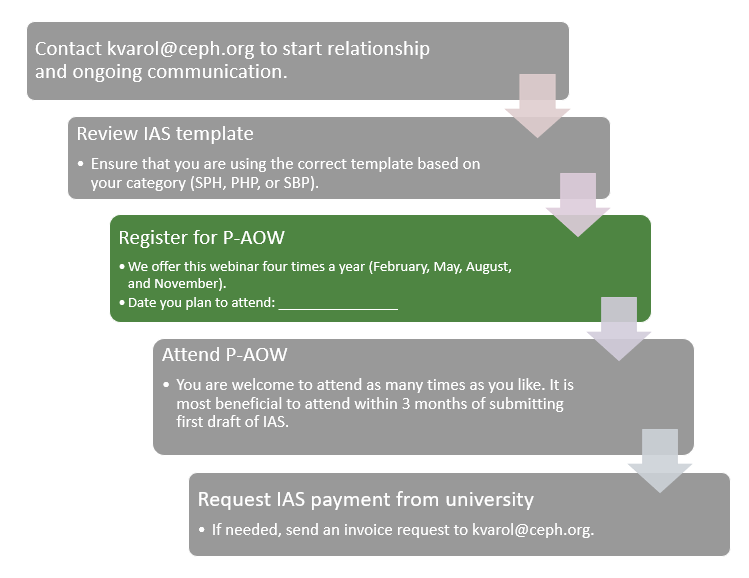 Contact kvarol@ceph.org to start relationship
and ongoing communication.
Review IAS template
• Ensure that you are using the correct template based on
your category (SPH, PHP, or SBP).
Register for P-AOW
• We offer this webinar four times a year (February, May, August,
and November).
• Date you plan to attend: ________________
Attend P-AOW
• You are welcome to attend as many times as you like. It is
most beneficial to attend within 3 months of submitting
first draft of IAS.
Request IAS payment from university
• If needed, send an invoice request to kvarol@ceph.org.